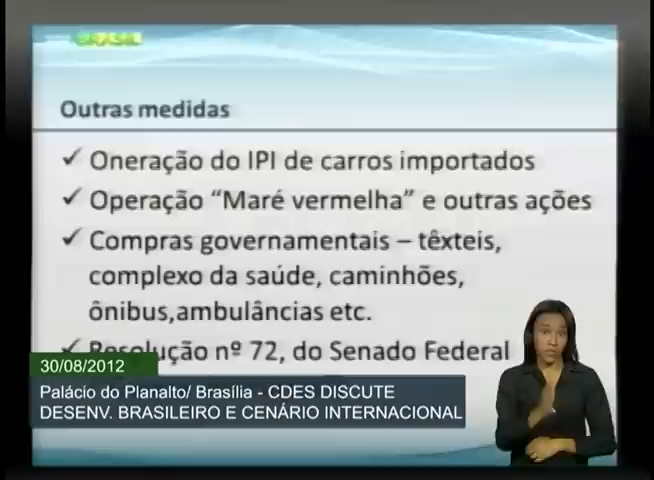 BRASIL
Outras medidas
✓ Oneração do IPI de carros importados
✓ Operação “Maré vermelha” e outras ações
✓ Compras governamentais – têxteis,
complexo da saúde, caminhões,
ônibus,ambulâncias etc.
✓ Resolução nº 72, do Senado Federal
30/08/2012
Palácio do Planalto/ Brasília - CDES DISCUTE
DESENV. BRASILEIRO E CENÁRIO INTERNACIONAL